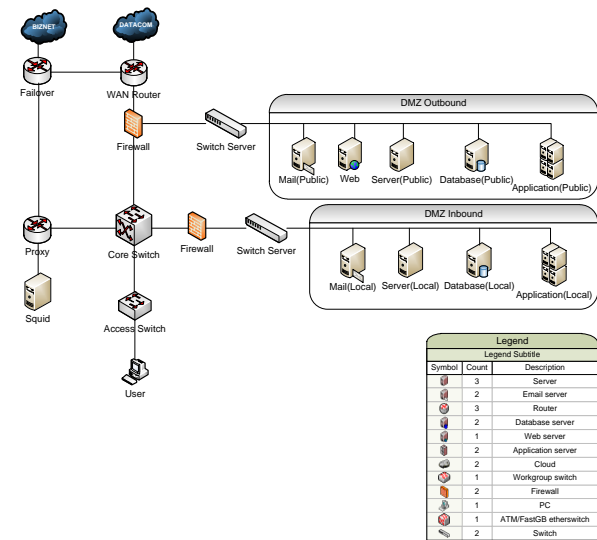 BIZNET
DATACOM
Failover
WAN Router
DMZ Outbound
Firewall
Switch Server
Mail(Public)
Web
Server(Public)
Database(Public)
Application(Public)
DMZ Inbound
Proxy
Core Switch
Firewall
Switch Server
Mail(Local)
Server(Local)
Database(Local)
Application(Local)
Squid
Access Switch
User
Legend
Legend Subtitle
Symbol Count Description
3 Server
2 Email server
3 Router
2 Database server
1 Web server
2 Application server
2 Cloud
1 Workgroup switch
2 Firewall
1 PC
1 ATM/FastGB etherswitch
2 Switch